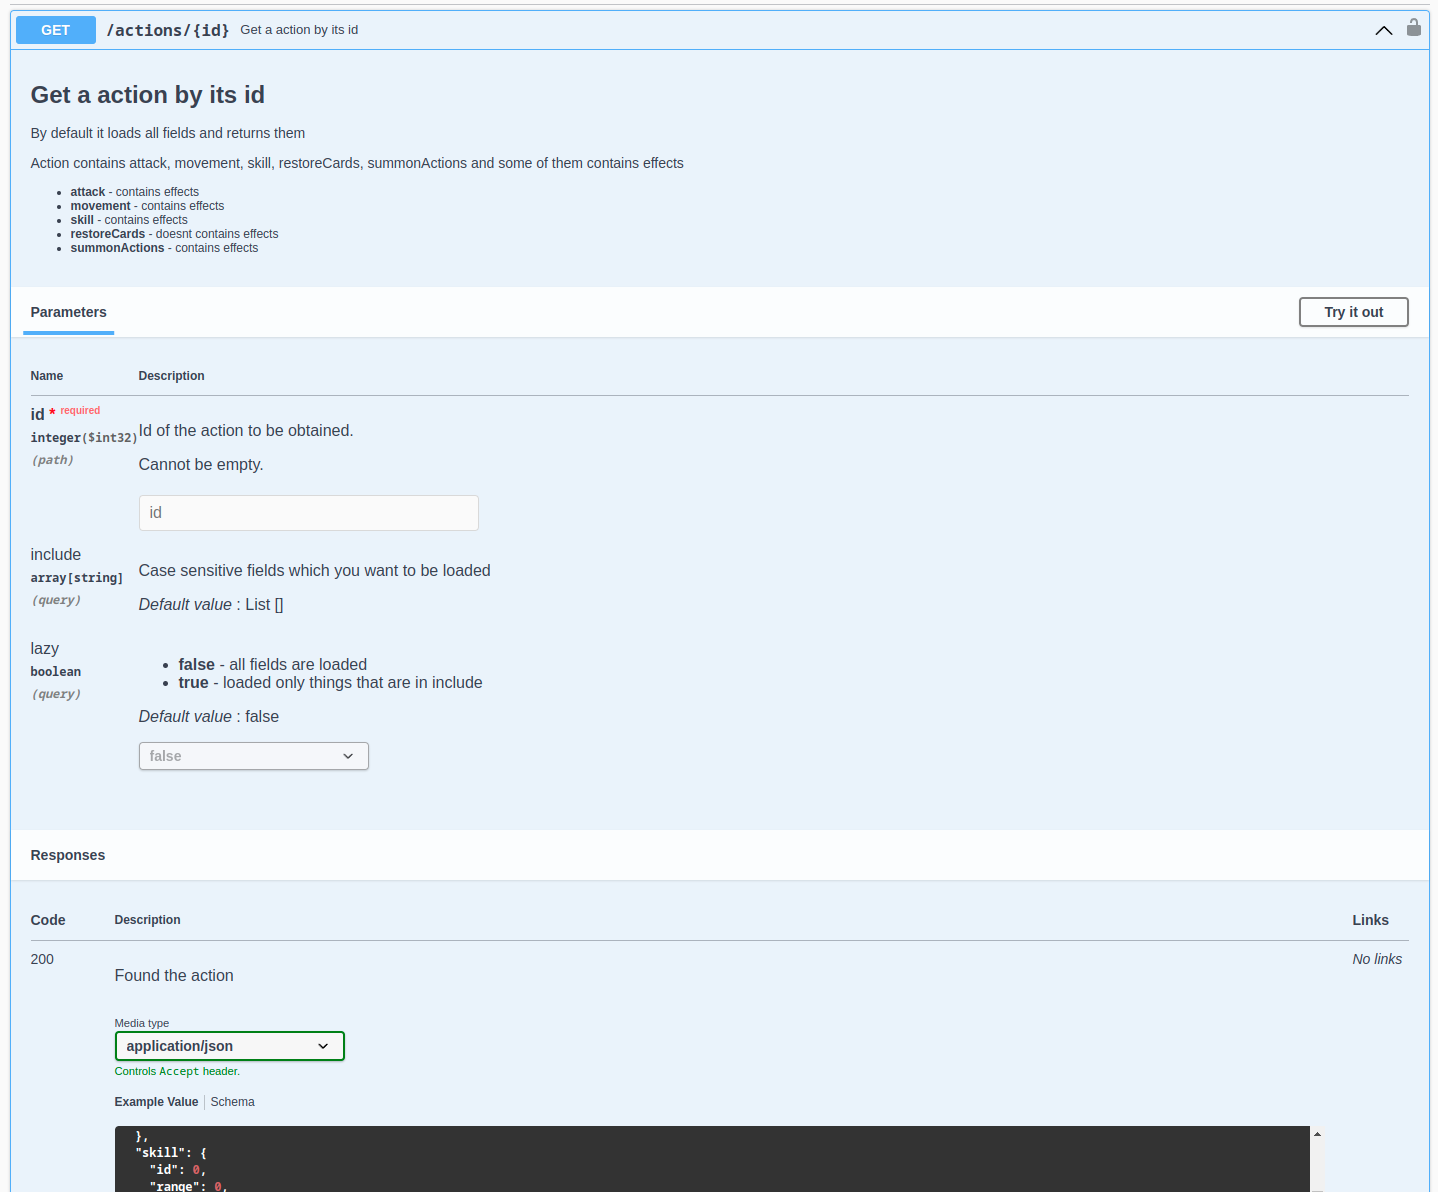 GET /actions/{id} Get a action by its id
Get a action by its id
By default it loads all fields and returns them
Action contains attack, movement, skill, restoreCards, summonActions and some of them contains effects
attack - contains effects
movement - contains effects
skill - contains effects
restoreCards - doesnt contains effects
summonActions - contains effects
Parameters
Try it out
Name Description
id * required
integer($int32)
(path)
Id of the action to be obtained.
Cannot be empty.
id
include
array[string]
(query)
Case sensitive fields which you want to be loaded
Default value : List []
lazy
boolean
(query)
false - all fields are loaded
true - loaded only things that are in include
Default value : false
false
Responses
Code Description Links
200
Found the action
No links
Media type
application/json
Controls Accept header.
Example Value Schema
},
"skill": {
"id": 0,
"range": 0,